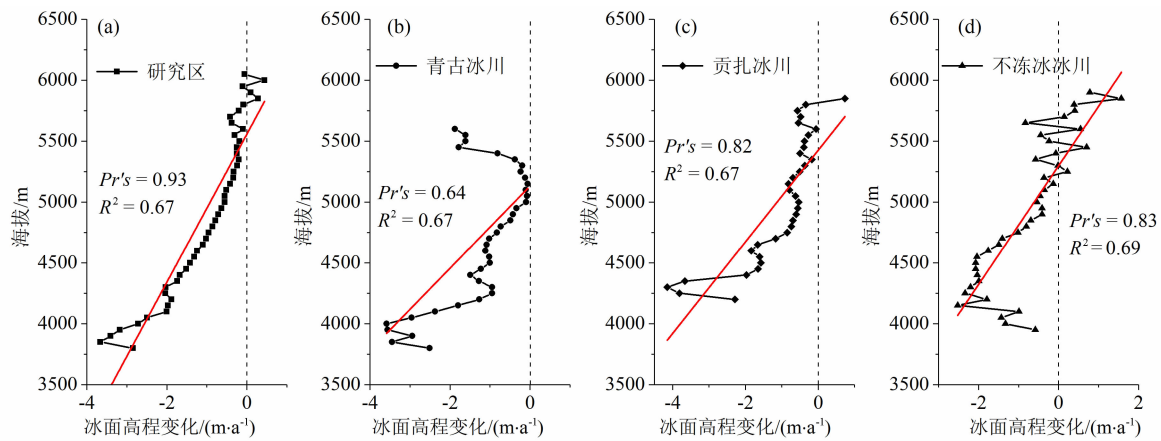 (a)
研究区
Pr's = 0.93
R² = 0.67
海拔/m
6500
6000
5500
5000
4500
4000
3500
-4
-2
0
冰面高程变化/(m·a⁻¹)
(b)
青古冰川
Pr's = 0.64
R² = 0.67
海拔/m
6500
6000
5500
5000
4500
4000
3500
-4
-2
0
冰面高程变化/(m·a⁻¹)
(c)
贡扎冰川
Pr's = 0.82
R² = 0.67
海拔/m
6500
6000
5500
5000
4500
4000
3500
-4
-2
0
冰面高程变化/(m·a⁻¹)
(d)
不冻冰冰川
Pr's = 0.83
R² = 0.69
海拔/m
6500
6000
5500
5000
4500
4000
3500
-4
-2
0
2
冰面高程变化/(m·a⁻¹)